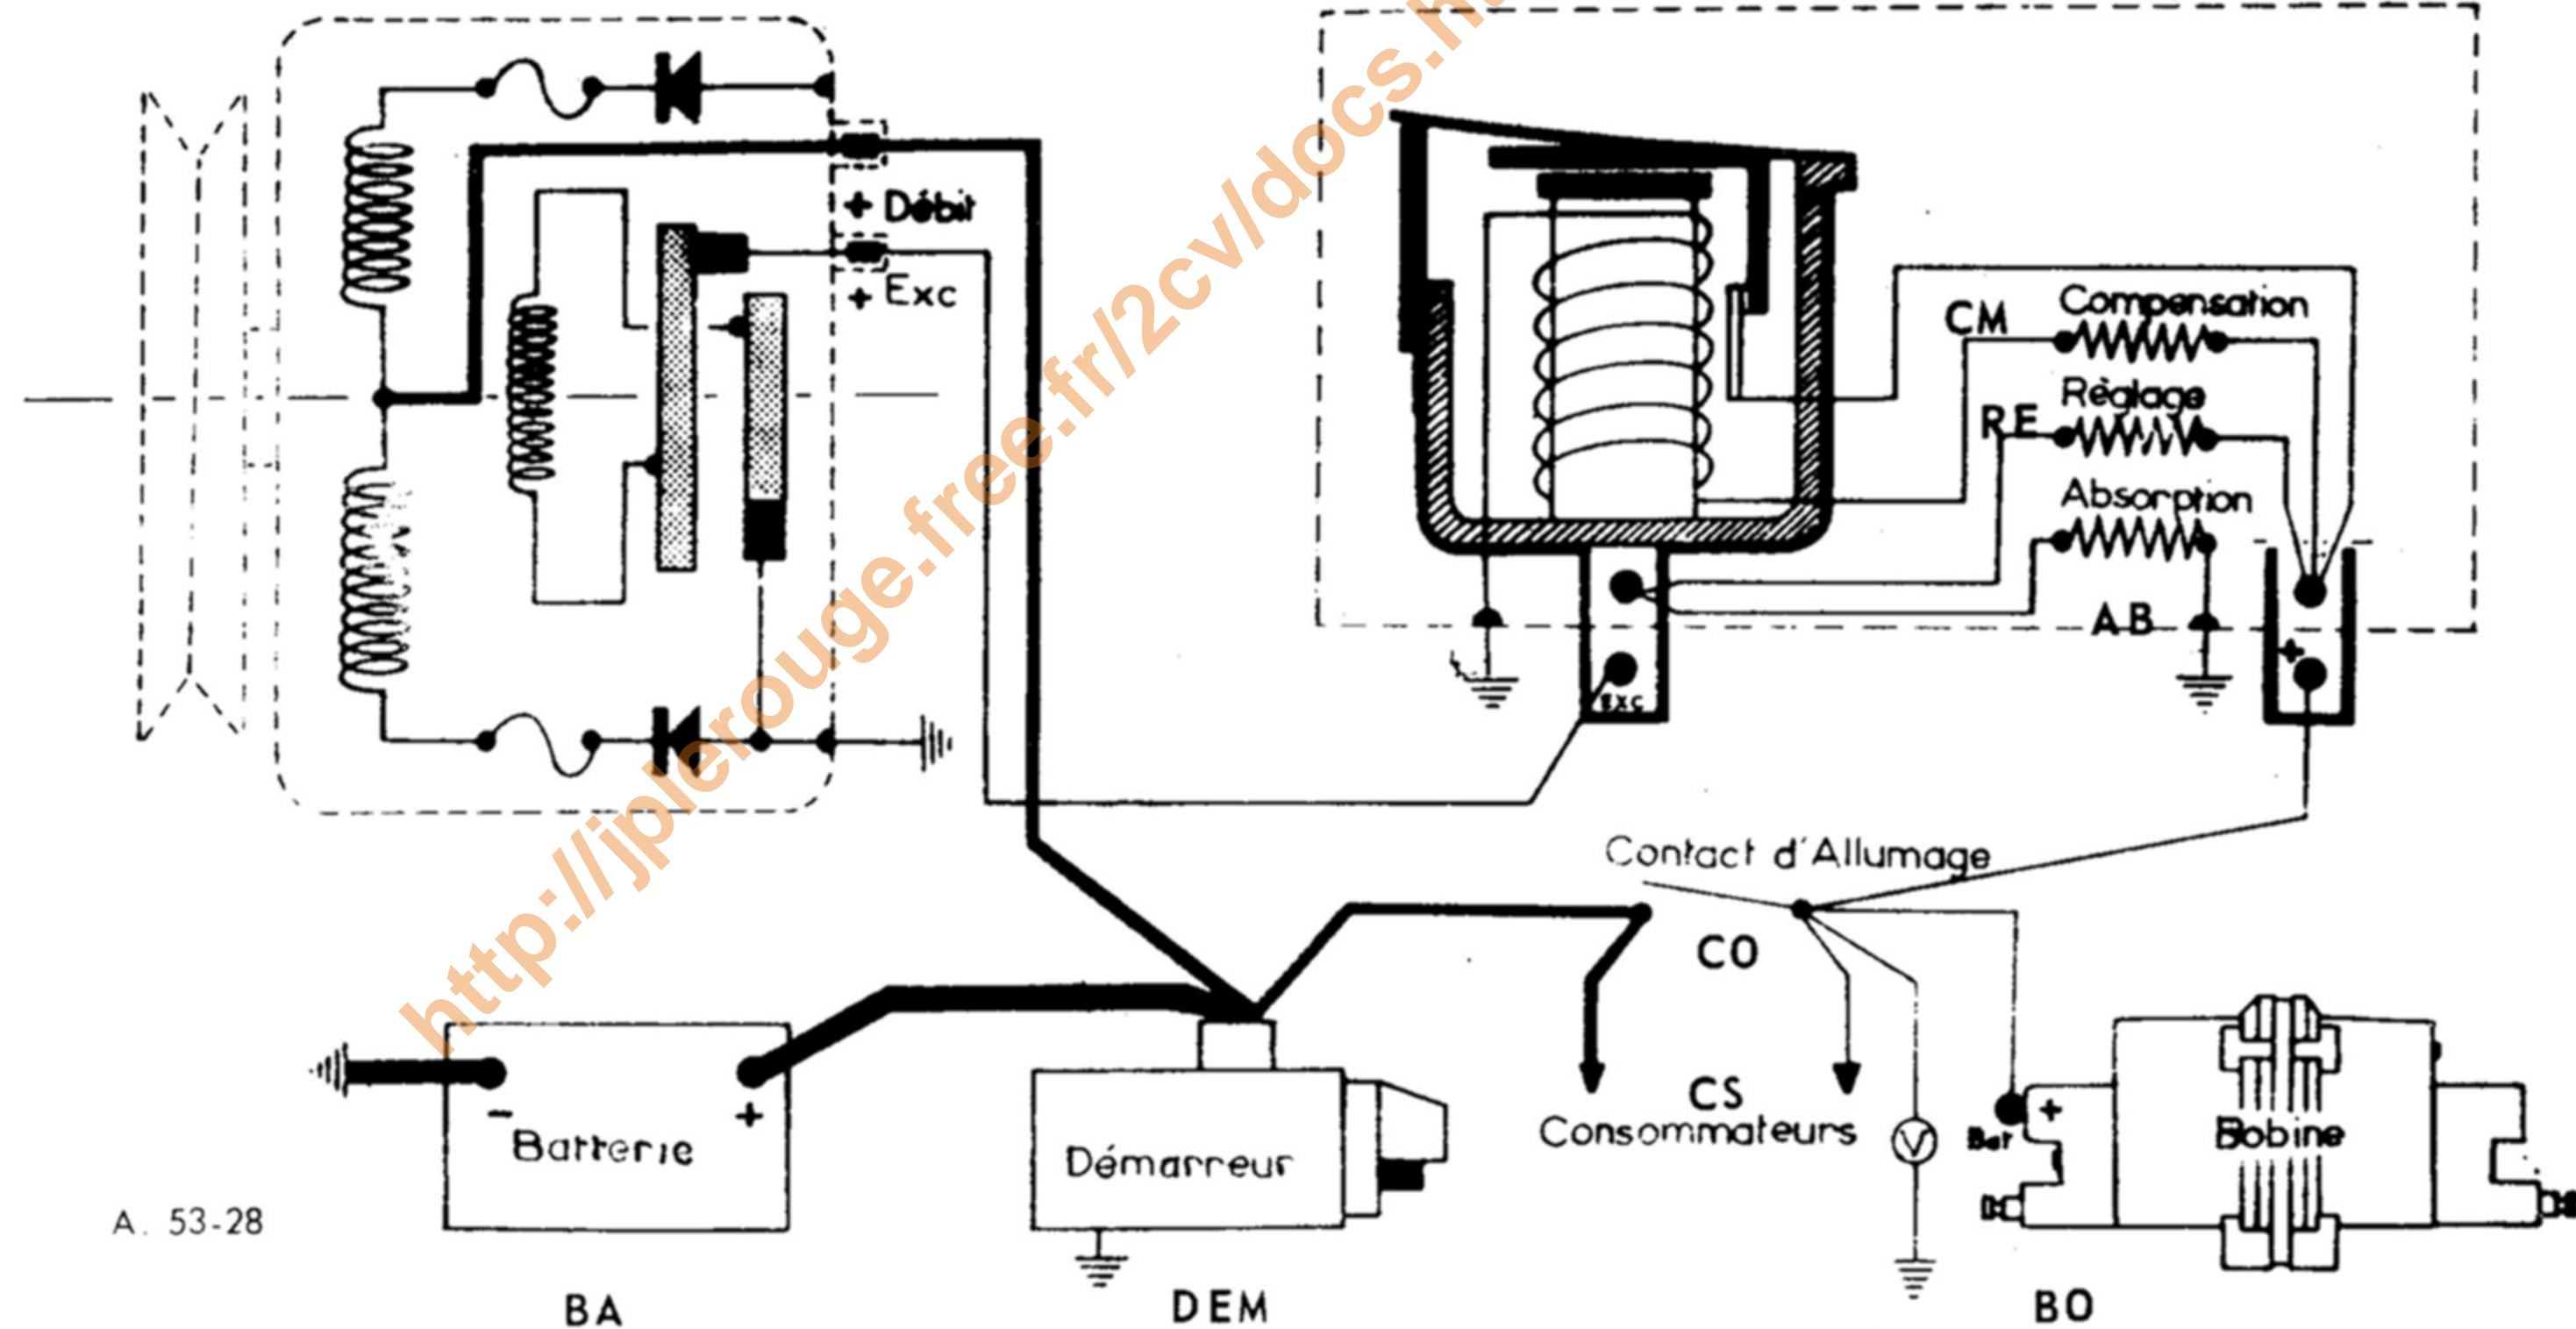 + Débit
+ Exc
CM
Compensation
RE
Réglage
Absorption
AB
Exc
+
Contact d'Allumage
CO
CS
Consommateurs
V
Bat
+
Bobine
-
+
Batterie
Démarreur
A. 53-28
BA
DEM
BO
http://jplerouge.free.fr/2cv/docs.h